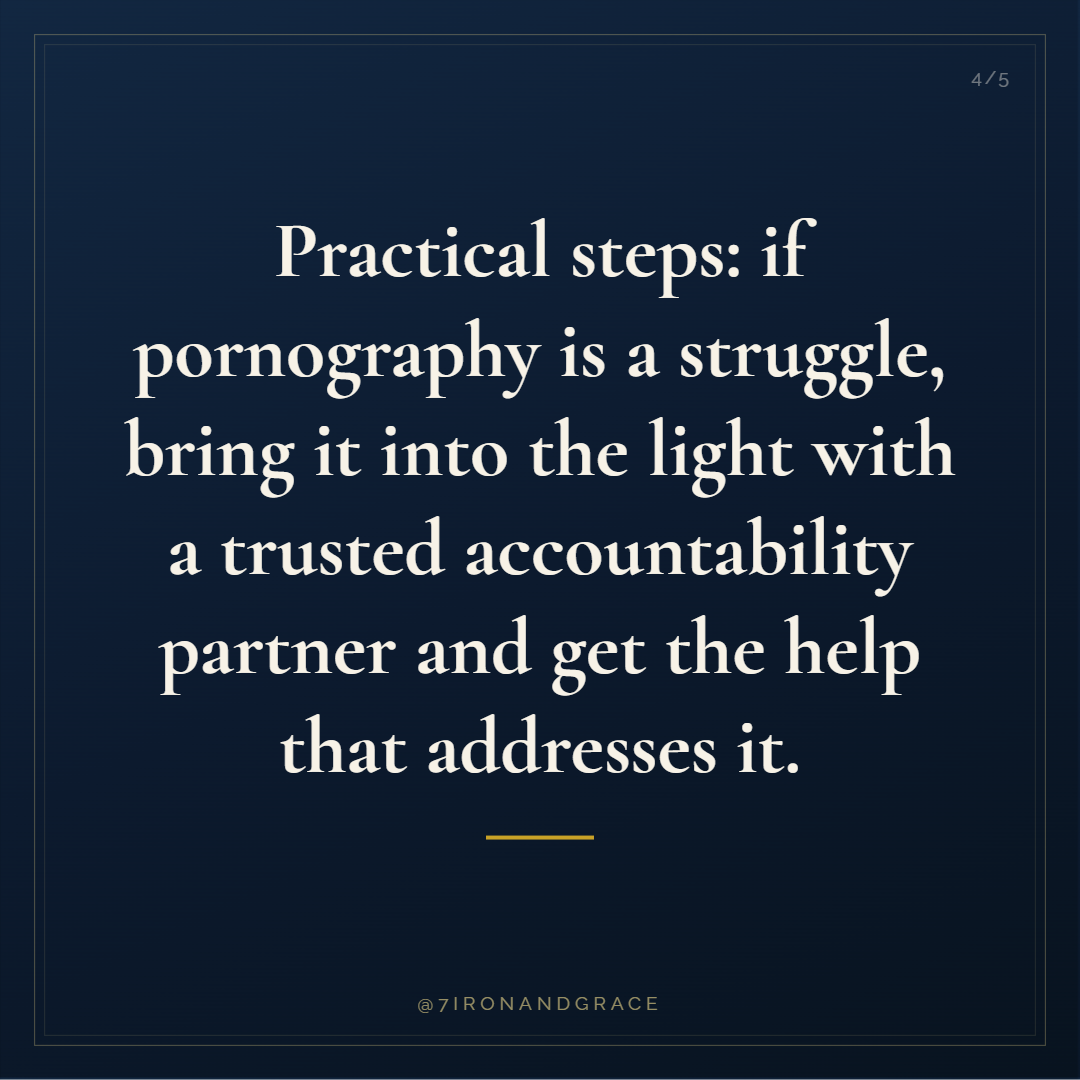 4/5
Practical steps: if
pornography is a struggle,
bring it into the light with
a trusted accountability
partner and get the help
that addresses it.
@7IRONANDGRACE